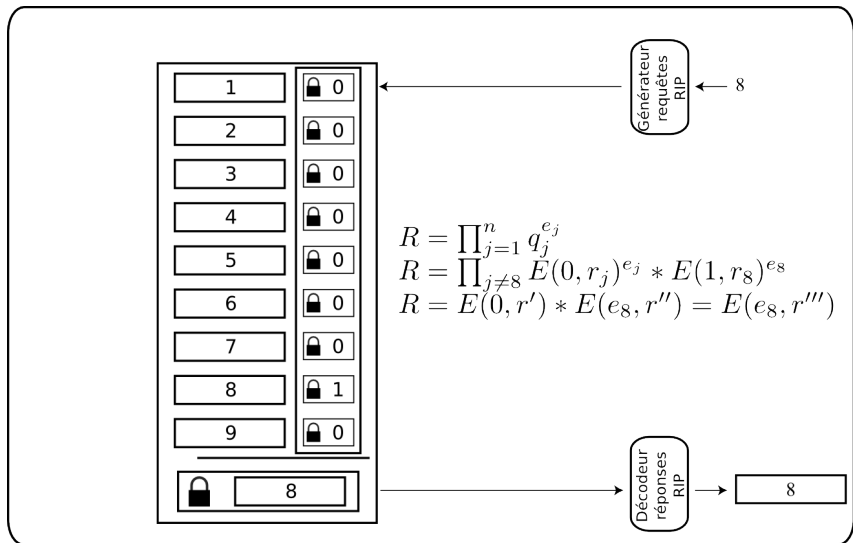 1 0
2 0
3 0
4 0
5 0
6 0
7 0
8 1
9 0
8
Générateur
requêtes
RIP
8
R = ∏_{j=1}^{n} q_j^{e_j}
R = ∏_{j≠8} E(0, r_j)^{e_j} * E(1, r_8)^{e_8}
R = E(0, r′) * E(e_8, r′′) = E(e_8, r′′′)
Décodeur
réponses
RIP
8